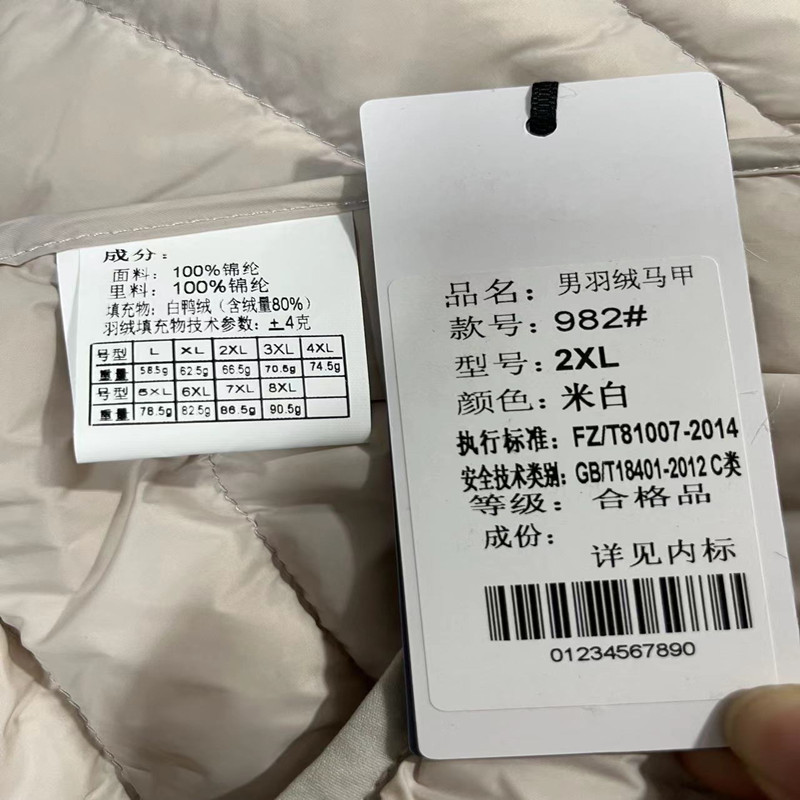 成分：
面料：100%锦纶
里料：100%锦纶
填充物：白鸭绒（含绒量80%）
羽绒填充物技术参数：±4克
号型 L XL 2XL 3XL 4XL
重量 58.5g 62.5g 66.5g 70.6g 74.5g
号型 5XL 6XL 7XL 8XL
重量 78.5g 82.5g 86.5g 90.5g
品名：男羽绒马甲
款号：982#
型号：2XL
颜色：米白
执行标准：FZ/T81007-2014
安全技术类别：GB/T18401-2012 C类
等级：合格品
成份：
详见内标
01234567890